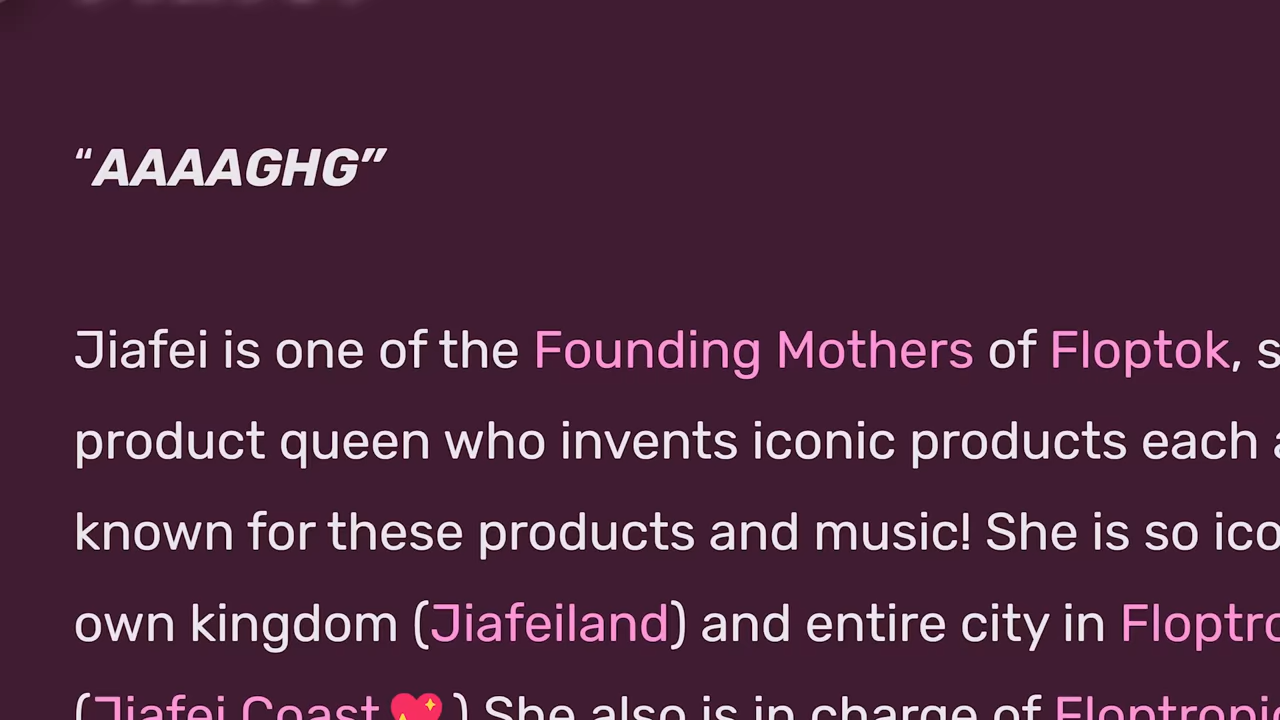 “AAAAGHG”
Jiafei is one of the Founding Mothers of Floptok,
product queen who invents iconic products each
known for these products and music! She is so
own kingdom (Jiafeiland) and entire city in
(Jiafei Coast 💖) She also is in charge of